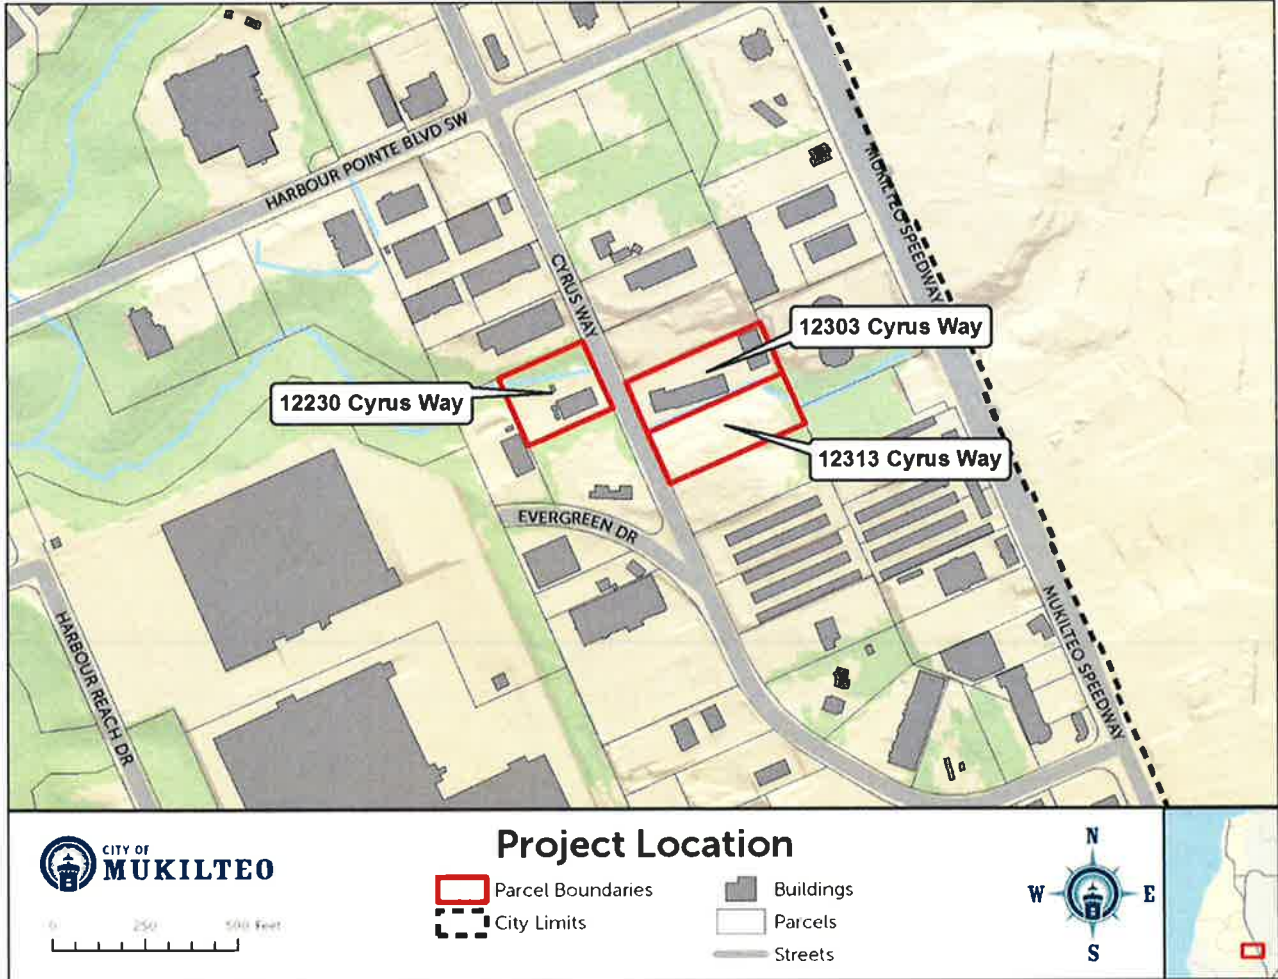 HARBOUR POINTE BLVD SW
MUKILTEO SPEEDWAY
CYRUS WAY
12303 Cyrus Way
12230 Cyrus Way
12313 Cyrus Way
EVERGREEN DR
HARBOUR REACH DR
MUKILTEO SPEEDWAY
CITY OF
MUKILTEO
0 250 500 Feet
Project Location
Parcel Boundaries
City Limits
Buildings
Parcels
Streets
N
W E
S